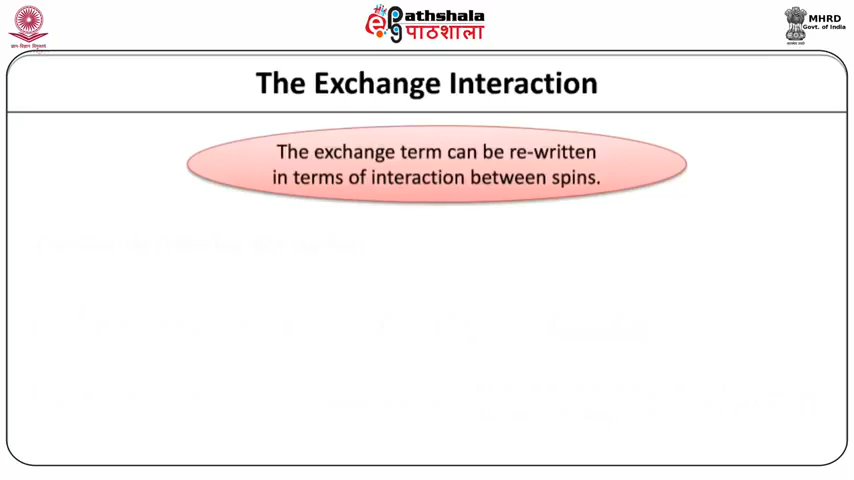 ePathshala
पाठशाला
MHRD
Govt. of India
The Exchange Interaction
The exchange term can be re-written
in terms of interaction between spins.